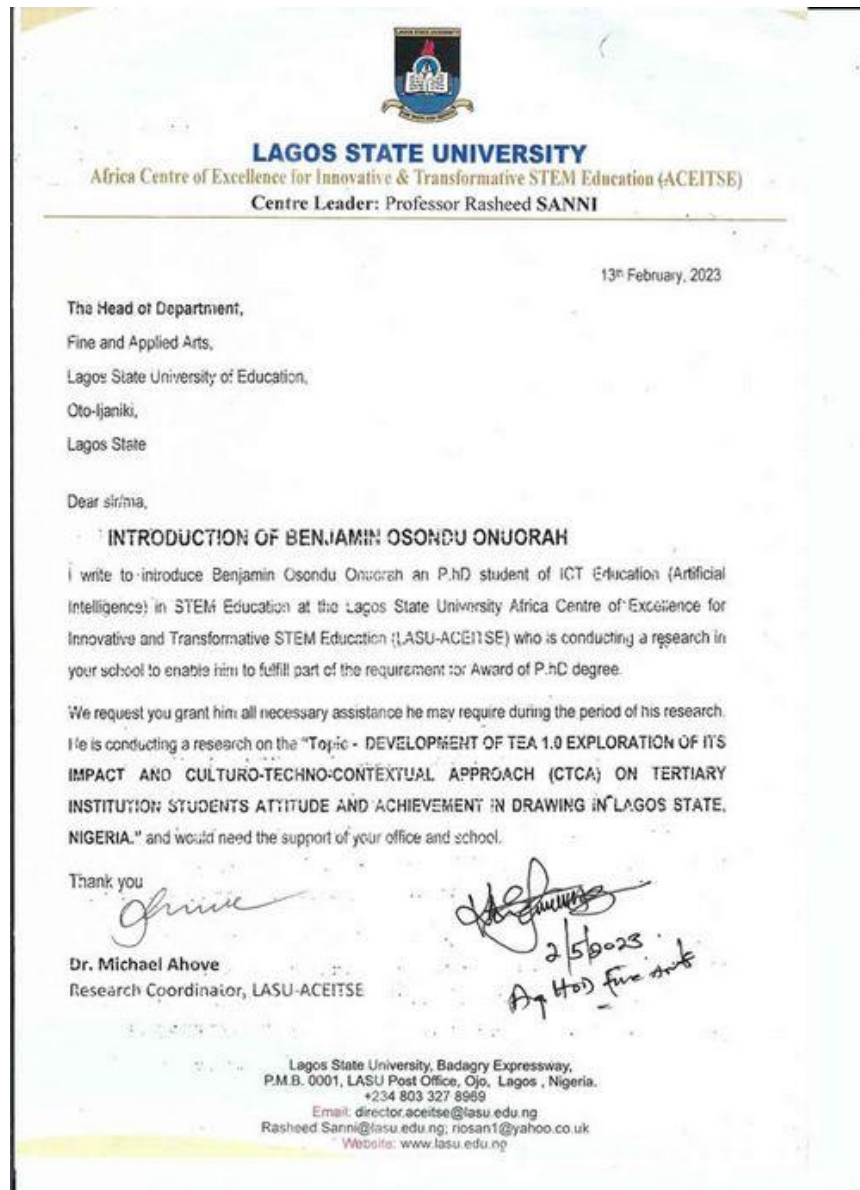 LAGOS STATE UNIVERSITY
Africa Centre of Excellence for Innovative & Transformative STEM Education (ACEITSE)
Centre Leader: Professor Rasheed SANNI
13th February, 2023
The Head of Department,
Fine and Applied Arts,
Lagos State University of Education,
Oto-Ijaniki,
Lagos State
Dear sir/ma,
INTRODUCTION OF BENJAMIN OSONDU ONUORAH
I write to introduce Benjamin Osondu Onuorah an P.hD student of ICT Education (Artificial
Intelligence) in STEM Education at the Lagos State University Africa Centre of Excellence for
Innovative and Transformative STEM Education (LASU-ACEITSE) who is conducting a research in
your school to enable him to fulfill part of the requirement for Award of P.hD degree.
We request you grant him all necessary assistance he may require during the period of his research.
He is conducting a research on the "Topic - DEVELOPMENT OF TEA 1.0 EXPLORATION OF ITS
IMPACT AND CULTURO-TECHNO-CONTEXTUAL APPROACH (CTCA) ON TERTIARY
INSTITUTION STUDENTS ATTITUDE AND ACHIEVEMENT IN DRAWING IN LAGOS STATE,
NIGERIA." and would need the support of your office and school.
Thank you
2/5/2023
Dr. Michael Ahove
Ag HOD Fine Arts
Research Coordinator, LASU-ACEITSE
Lagos State University, Badagry Expressway,
P.M.B. 0001, LASU Post Office, Ojo, Lagos , Nigeria.
+234 803 327 8969
Email: director.aceitse@lasu.edu.ng
Rasheed Sanni@lasu.edu.ng; riosan1@yahoo.co.uk
Website: www.lasu.edu.ng